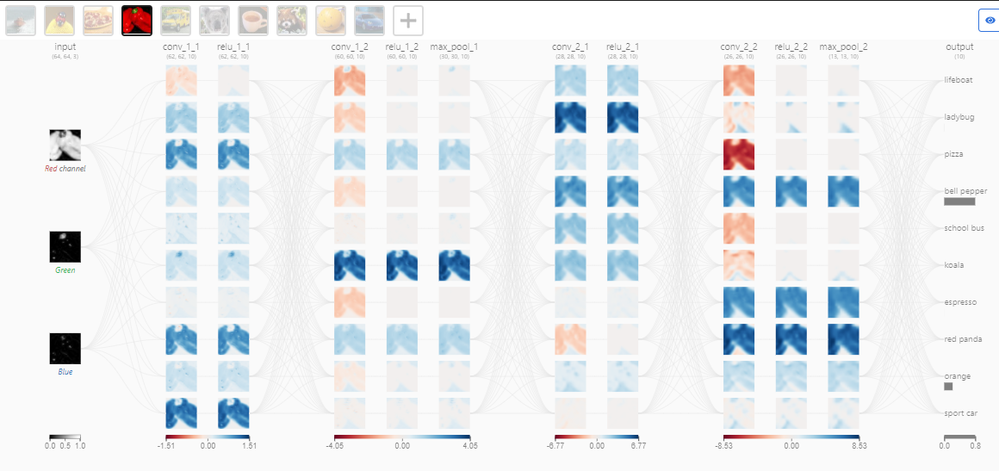 input conv_1_1 relu_1_1 conv_1_2 relu_1_2 max_pool_1 conv_2_1 relu_2_1 conv_2_2 relu_2_2 max_pool_2 output
(64, 64, 3) (62, 62, 10) (62, 62, 10) (60, 60, 10) (60, 60, 10) (30, 30, 10) (28, 28, 10) (28, 28, 10) (26, 26, 10) (26, 26, 10) (13, 13, 10) (10)
lifeboat
ladybug
pizza
Red channel
bell pepper
school bus
koala
Green
espresso
red panda
Blue
orange
sport car
0.0 0.5 1.0 -1.51 0.00 1.51 -4.05 0.00 4.05 -6.77 0.00 6.77 -8.53 0.00 8.53 0.0 0.8